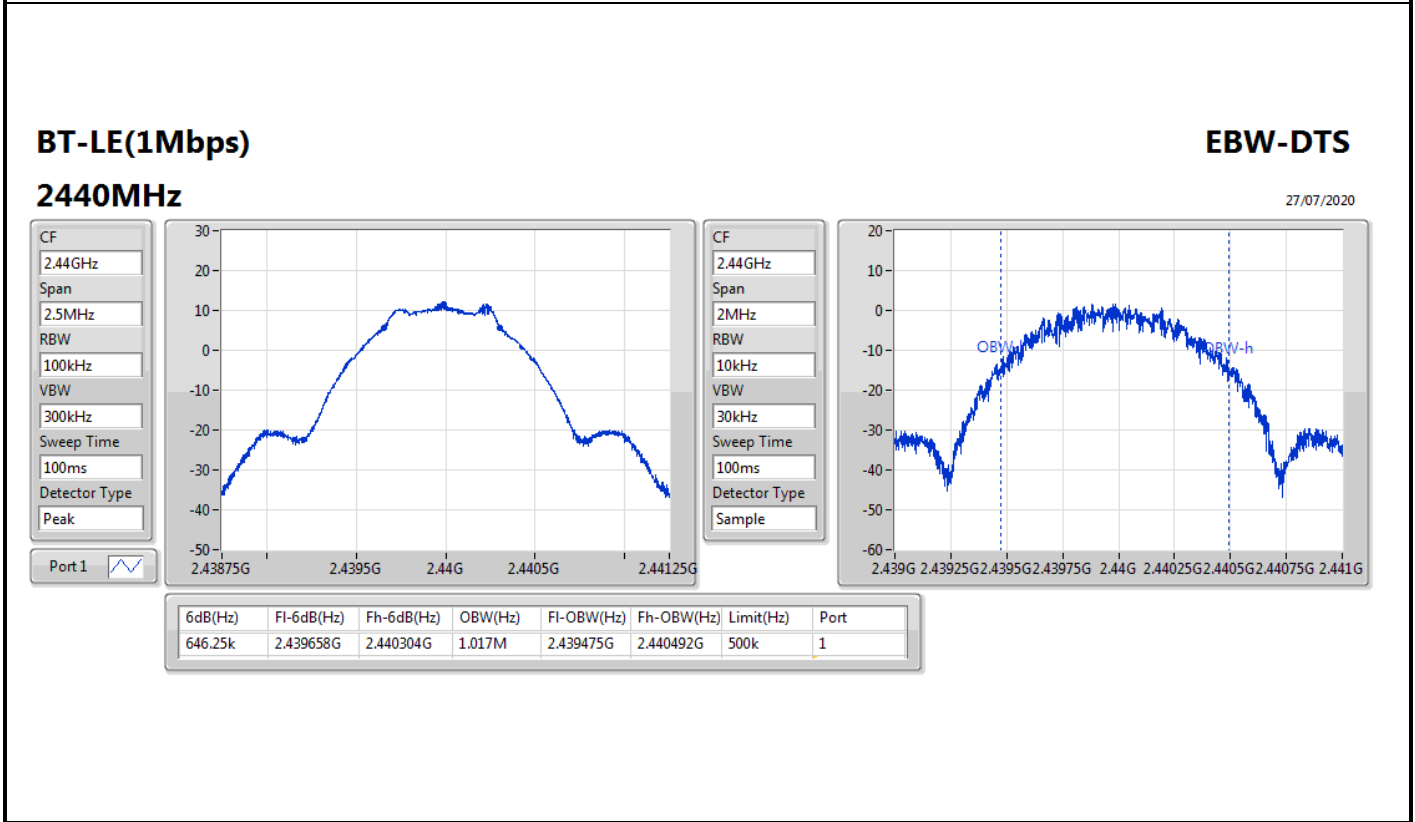 BT-LE(1Mbps)
EBW-DTS
2440MHz
27/07/2020
CF
2.44GHz
Span
2.5MHz
RBW
100kHz
VBW
300kHz
Sweep Time
100ms
Detector Type
Peak
Port 1
30
20
10
0
-10
-20
-30
-40
-50
2.43875G 2.4395G 2.44G 2.4405G 2.44125G
CF
2.44GHz
Span
2MHz
RBW
10kHz
VBW
30kHz
Sweep Time
100ms
Detector Type
Sample
20
10
0
-10
-20
-30
-40
-50
-60
OBW-h
2.439G 2.43925G 2.4395G 2.43975G 2.44G 2.44025G 2.4405G 2.44075G 2.441G
6dB(Hz) Fl-6dB(Hz) Fh-6dB(Hz) OBW(Hz) Fl-OBW(Hz) Fh-OBW(Hz) Limit(Hz) Port
646.25k 2.439658G 2.440304G 1.017M 2.439475G 2.440492G 500k 1